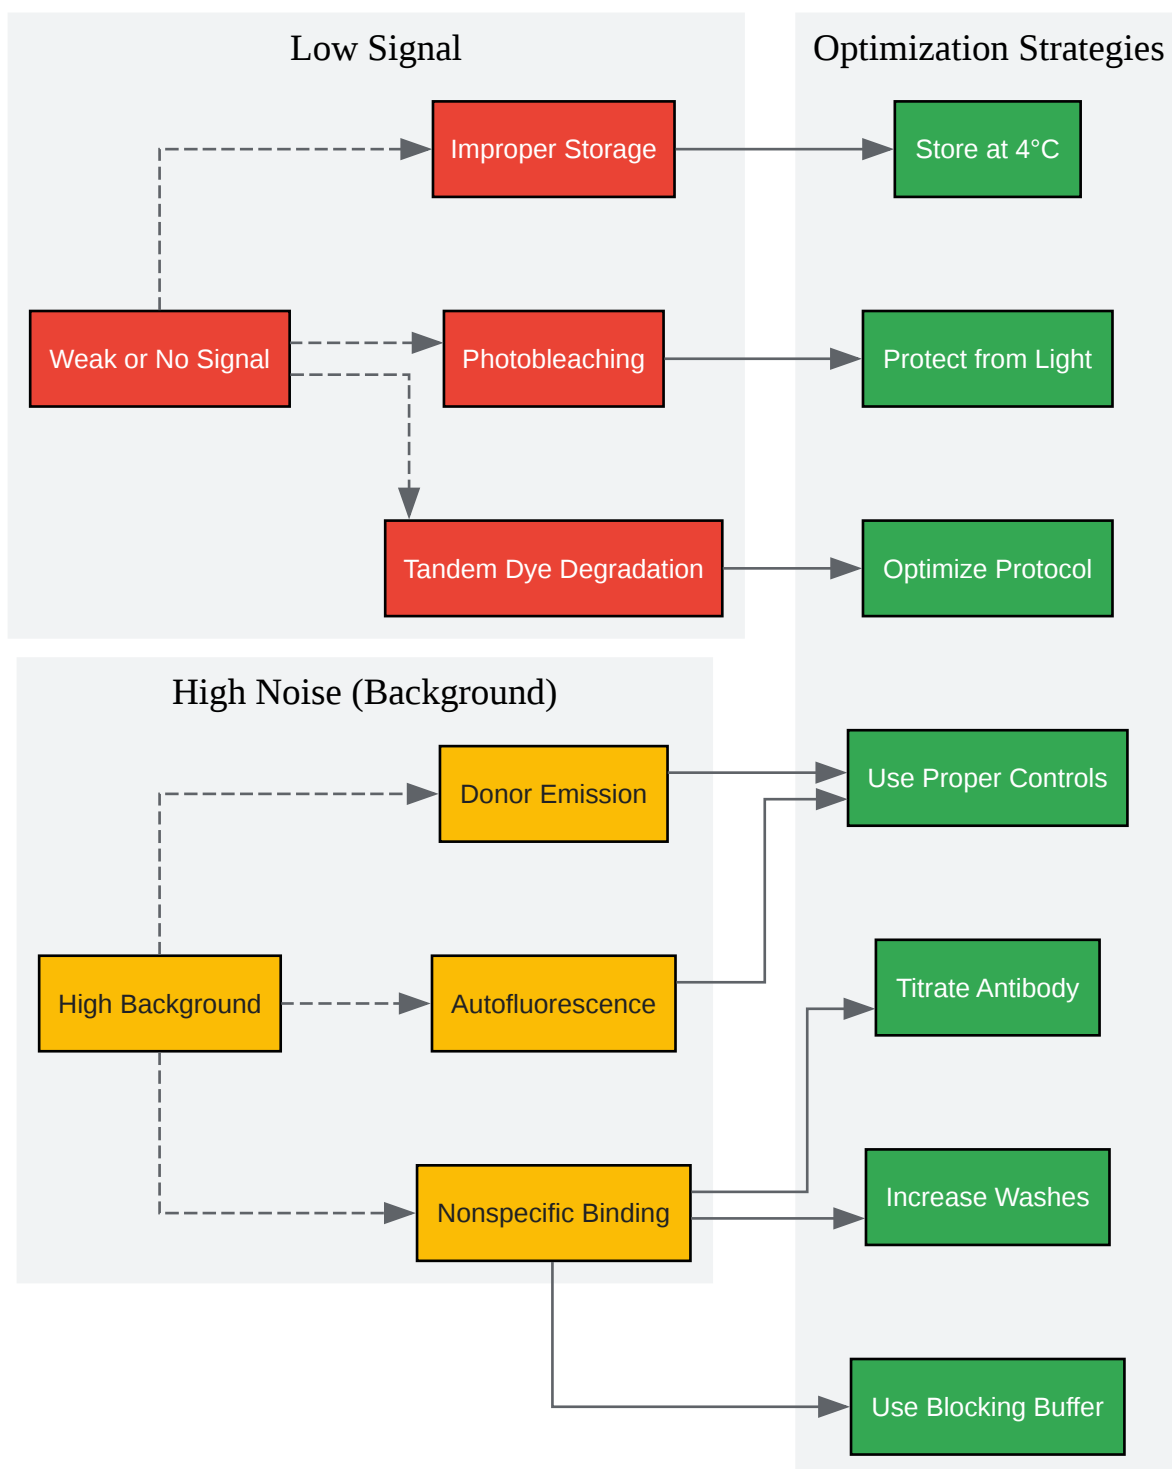 Low Signal
Optimization Strategies
Improper Storage
Store at 4°C
Weak or No Signal
Photobleaching
Protect from Light
Tandem Dye Degradation
Optimize Protocol
High Noise (Background)
Donor Emission
Use Proper Controls
High Background
Autofluorescence
Titrate Antibody
Nonspecific Binding
Increase Washes
Use Blocking Buffer